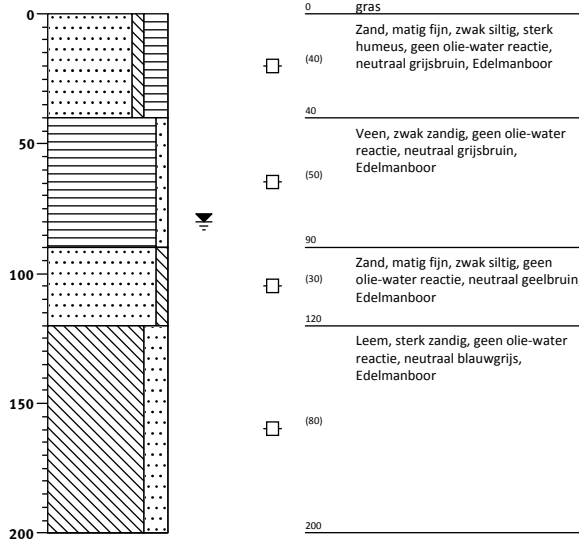 0
50
100
150
200
0 gras
Zand, matig fijn, zwak siltig, sterk
(40) humeus, geen olie-water reactie,
neutraal grijsbruin, Edelmanboor
40
Veen, zwak zandig, geen olie-water
(50) reactie, neutraal grijsbruin,
Edelmanboor
90
Zand, matig fijn, zwak siltig, geen
(30) olie-water reactie, neutraal geelbruin,
Edelmanboor
120
Leem, sterk zandig, geen olie-water
reactie, neutraal blauwgrijs,
Edelmanboor
(80)
200